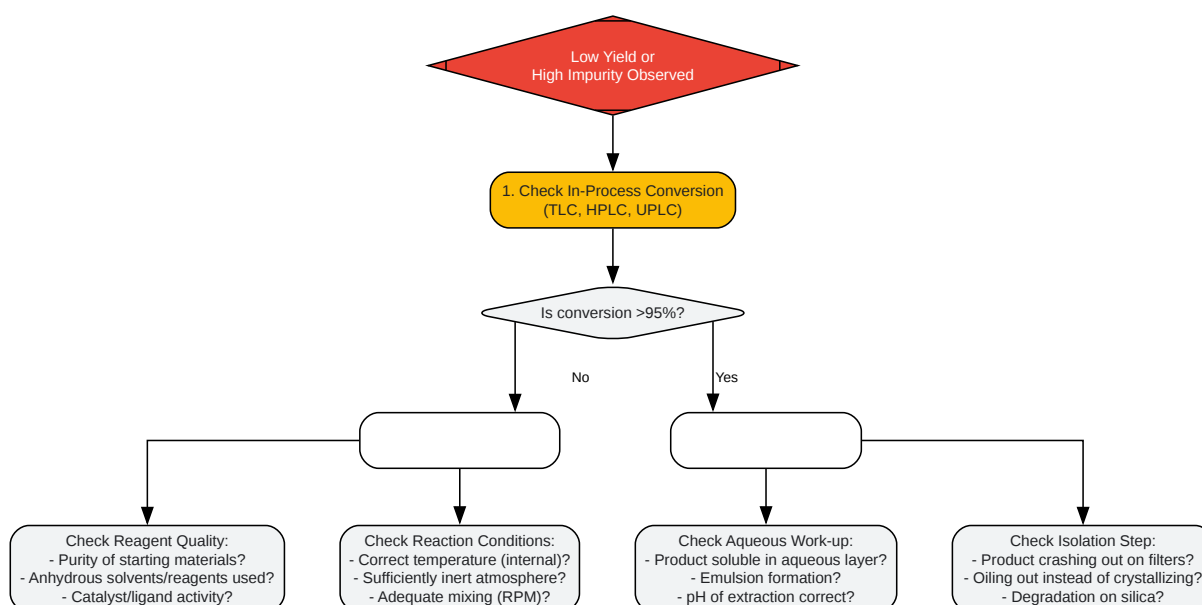 Low Yield or
High Impurity Observed
1. Check In-Process Conversion
(TLC, HPLC, UPLC)
Is conversion >95%?
No
Yes
Check Reagent Quality:
- Purity of starting materials?
- Anhydrous solvents/reagents used?
- Catalyst/ligand activity?
Check Reaction Conditions:
- Correct temperature (internal)?
- Sufficiently inert atmosphere?
- Adequate mixing (RPM)?
Check Aqueous Work-up:
- Product soluble in aqueous layer?
- Emulsion formation?
- pH of extraction correct?
Check Isolation Step:
- Product crashing out on filters?
- Oiling out instead of crystallizing?
- Degradation on silica?